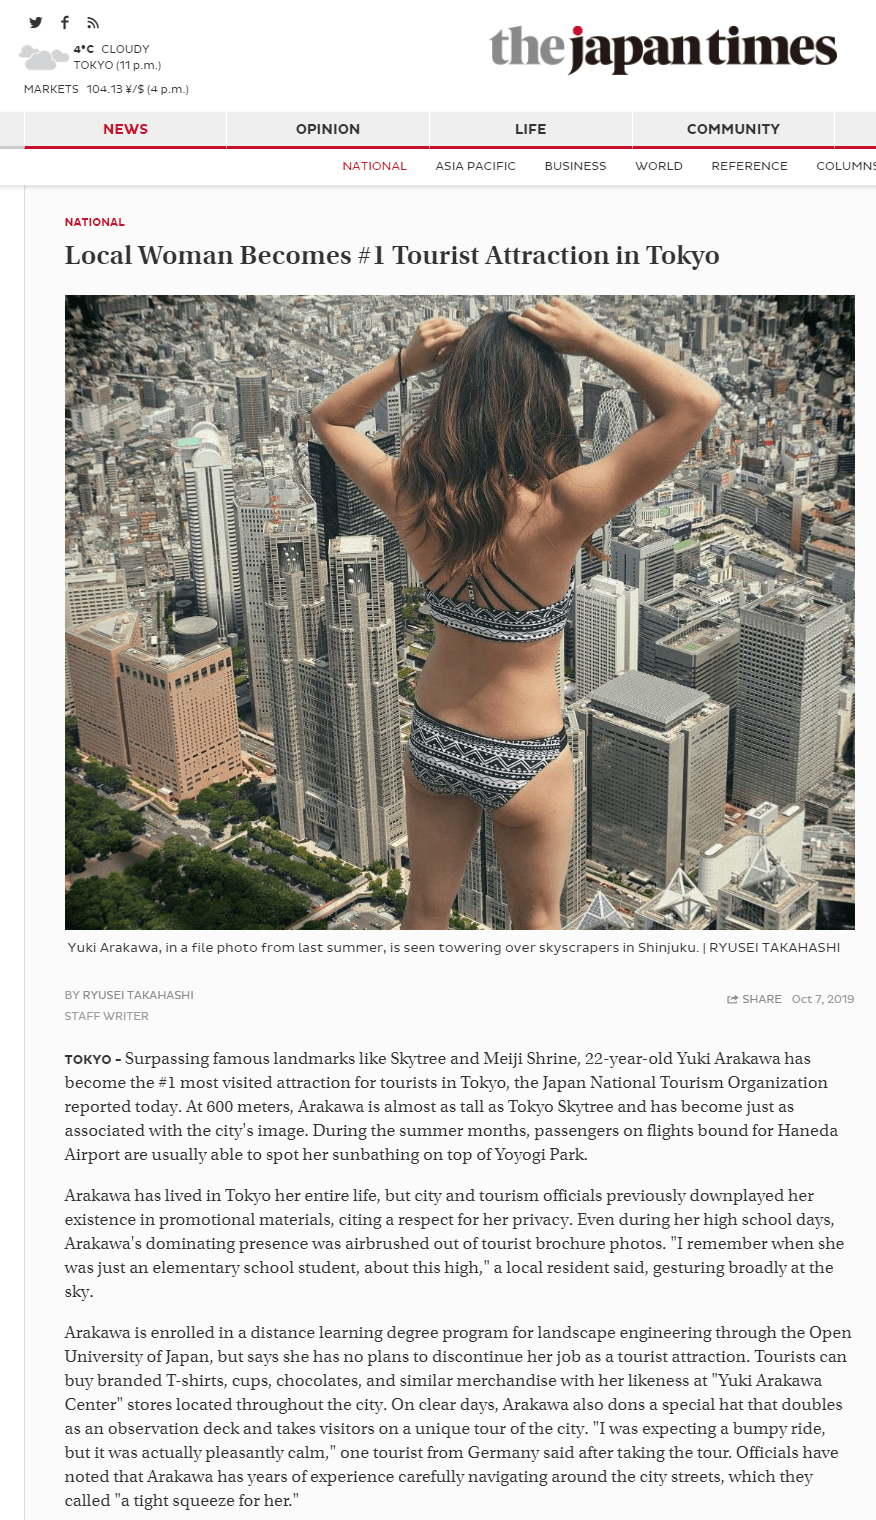 4°C CLOUDY
TOKYO (11 p.m.)
MARKETS 104.13 ¥/$ (4 p.m.)
the japan times
NEWS OPINION LIFE COMMUNITY
NATIONAL ASIA PACIFIC BUSINESS WORLD REFERENCE COLUMNS
NATIONAL
Local Woman Becomes #1 Tourist Attraction in Tokyo
Yuki Arakawa, in a file photo from last summer, is seen towering over skyscrapers in Shinjuku. | RYUSEI TAKAHASHI
BY RYUSEI TAKAHASHI
STAFF WRITER
SHARE Oct 7, 2019
TOKYO – Surpassing famous landmarks like Skytree and Meiji Shrine, 22-year-old Yuki Arakawa has
become the #1 most visited attraction for tourists in Tokyo, the Japan National Tourism Organization
reported today. At 600 meters, Arakawa is almost as tall as Tokyo Skytree and has become just as
associated with the city's image. During the summer months, passengers on flights bound for Haneda
Airport are usually able to spot her sunbathing on top of Yoyogi Park.
Arakawa has lived in Tokyo her entire life, but city and tourism officials previously downplayed her
existence in promotional materials, citing a respect for her privacy. Even during her high school days,
Arakawa's dominating presence was airbrushed out of tourist brochure photos. "I remember when she
was just an elementary school student, about this high," a local resident said, gesturing broadly at the
sky.
Arakawa is enrolled in a distance learning degree program for landscape engineering through the Open
University of Japan, but says she has no plans to discontinue her job as a tourist attraction. Tourists can
buy branded T-shirts, cups, chocolates, and similar merchandise with her likeness at "Yuki Arakawa
Center" stores located throughout the city. On clear days, Arakawa also dons a special hat that doubles
as an observation deck and takes visitors on a unique tour of the city. "I was expecting a bumpy ride,
but it was actually pleasantly calm," one tourist from Germany said after taking the tour. Officials have
noted that Arakawa has years of experience carefully navigating around the city streets, which they
called "a tight squeeze for her."